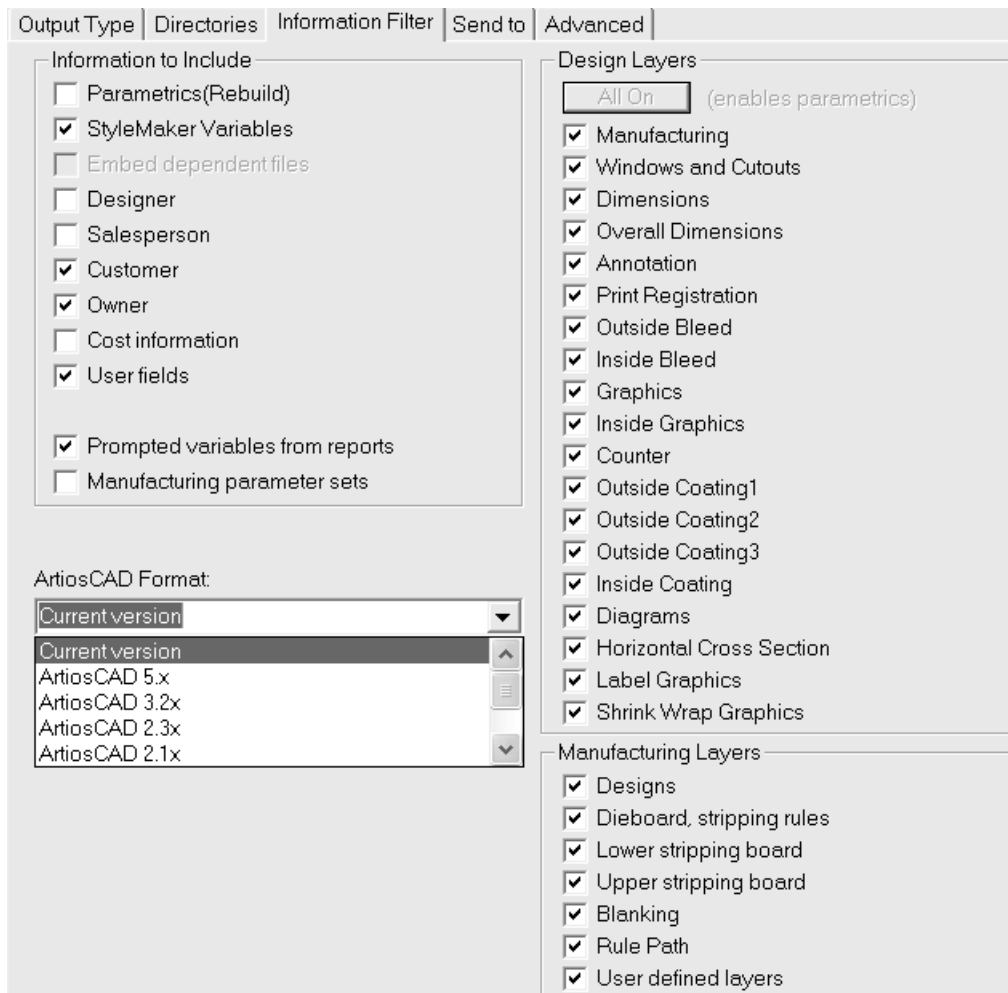 Output Type Directories Information Filter Send to Advanced
Information to Include
Parametrics(Rebuild)
StyleMaker Variables
Embed dependent files
Designer
Salesperson
Customer
Owner
Cost information
User fields
Prompted variables from reports
Manufacturing parameter sets
ArtiosCAD Format:
Current version
Current version
ArtiosCAD 5.x
ArtiosCAD 3.2x
ArtiosCAD 2.3x
ArtiosCAD 2.1x
Design Layers
All On (enables parametrics)
Manufacturing
Windows and Cutouts
Dimensions
Overall Dimensions
Annotation
Print Registration
Outside Bleed
Inside Bleed
Graphics
Inside Graphics
Counter
Outside Coating1
Outside Coating2
Outside Coating3
Inside Coating
Diagrams
Horizontal Cross Section
Label Graphics
Shrink Wrap Graphics
Manufacturing Layers
Designs
Dieboard, stripping rules
Lower stripping board
Upper stripping board
Blanking
Rule Path
User defined layers